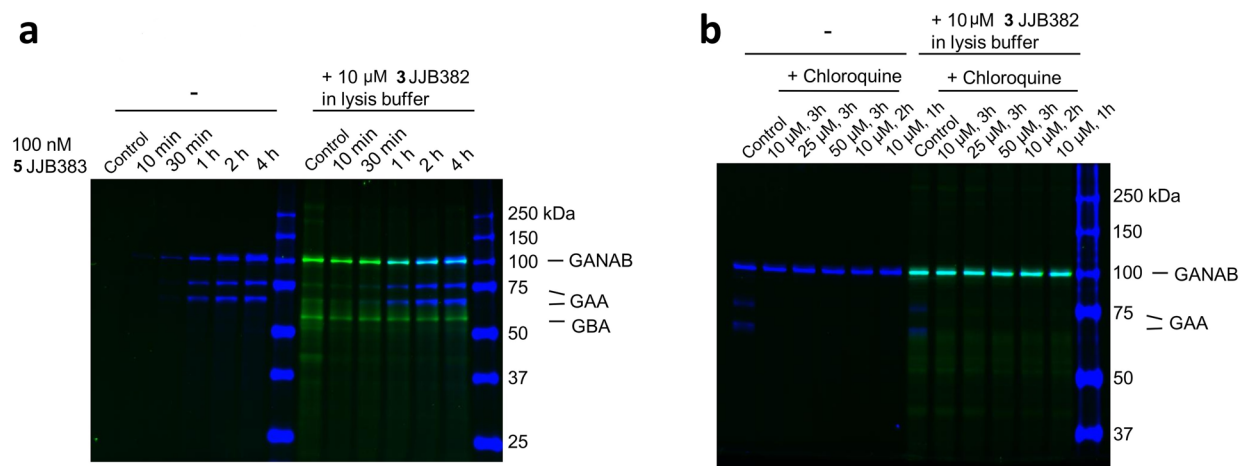 a
-
+ 10 µM 3 JJB382
in lysis buffer
100 nM
5 JJB383
Control
10 min
30 min
1 h
2 h
4 h
Control
10 min
30 min
1 h
2 h
4 h
250 kDa
150
100
GANAB
75
GAA
GBA
50
37
25
b
-
+ 10 µM 3 JJB382
in lysis buffer
+ Chloroquine
+ Chloroquine
Control
10 µM, 3h
25 µM, 3h
50 µM, 3h
10 µM, 2h
10 µM, 1h
Control
10 µM, 3h
25 µM, 3h
50 µM, 3h
10 µM, 2h
10 µM, 1h
250 kDa
150
100
GANAB
75
GAA
50
37